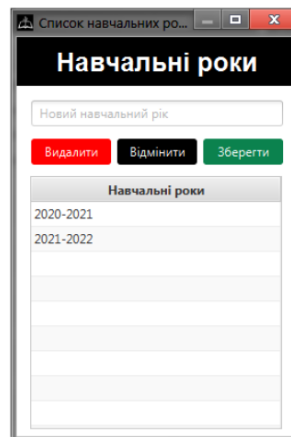 Список навчальних ро...
Навчальні роки
Новий навчальний рік
Видалити Відмінити Зберегти
Навчальні роки
2020-2021
2021-2022